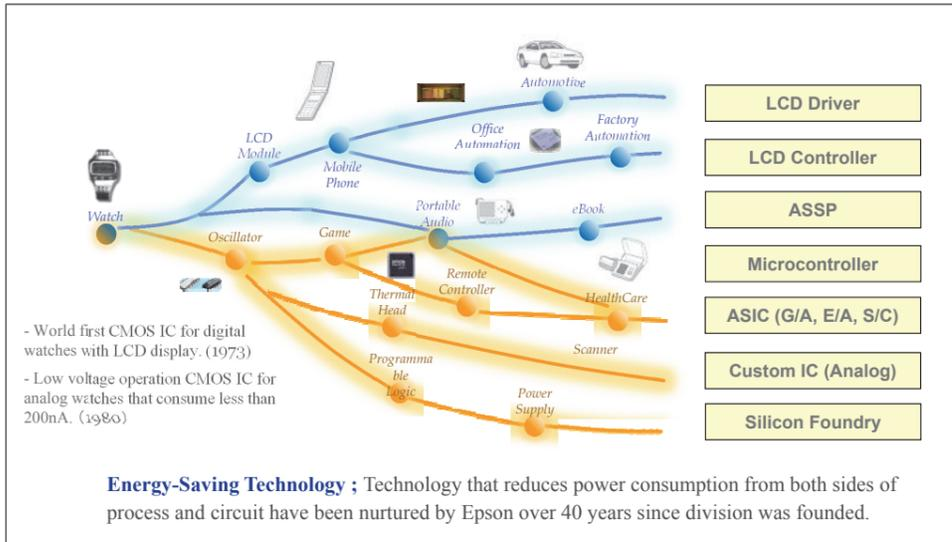 Automotive
LCD Driver
LCD
Module
Office
Automation
Factory
Automation
Mobile
Phone
LCD Controller
Watch
Portable
Audio
eBook
ASSP
Oscillator
Game
Microcontroller
EPSON
Remote
Controller
Thermal
Head
HealthCare
ASIC (G/A, E/A, S/C)
- World first CMOS IC for digital
watches with LCD display. (1973)
Scanner
Programma
ble
Logic
Custom IC (Analog)
- Low voltage operation CMOS IC for
analog watches that consume less than
200nA. (1980)
Power
Supply
Silicon Foundry
Energy-Saving Technology ; Technology that reduces power consumption from both sides of
process and circuit have been nurtured by Epson over 40 years since division was founded.